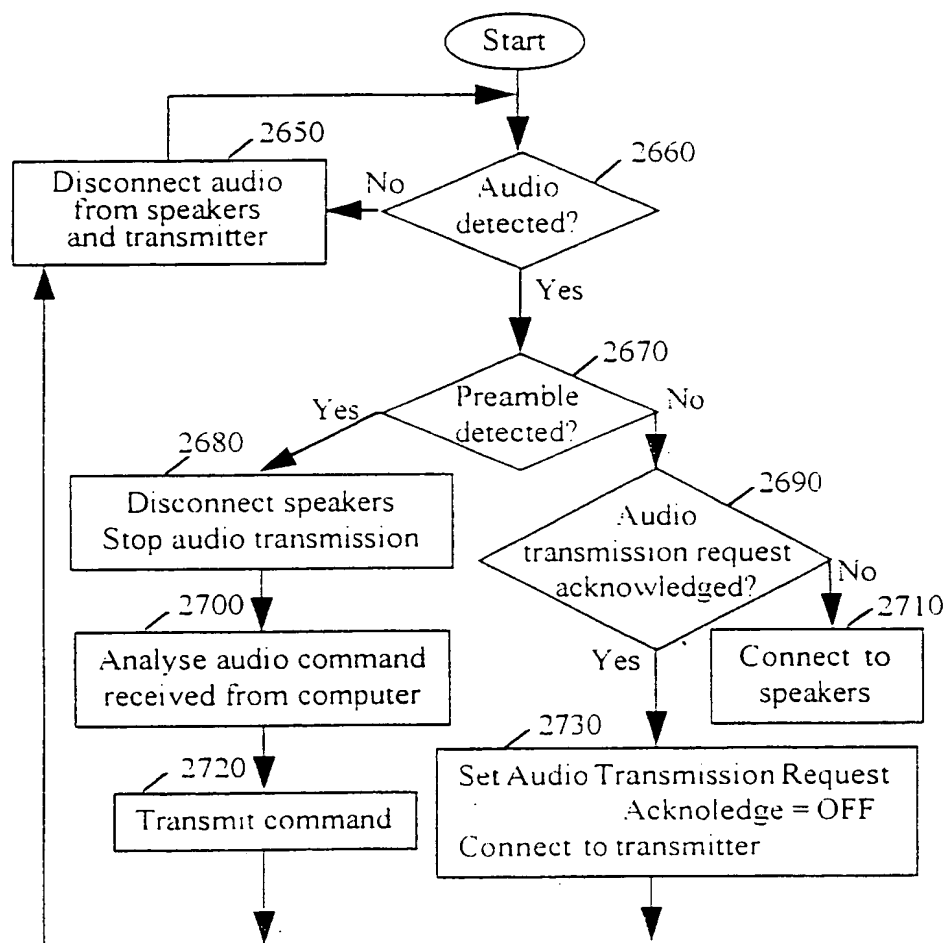 Start
2650
Disconnect audio
from speakers
and transmitter
No
2660
Audio
detected?
Yes
2670
Preamble
detected?
Yes
No
2680
Disconnect speakers
Stop audio transmission
2690
Audio
transmission request
acknowledged?
No
Yes
2700
Analyse audio command
received from computer
2710
Connect to
speakers
2720
Transmit command
2730
Set Audio Transmission Request
Acknoledge = OFF
Connect to transmitter